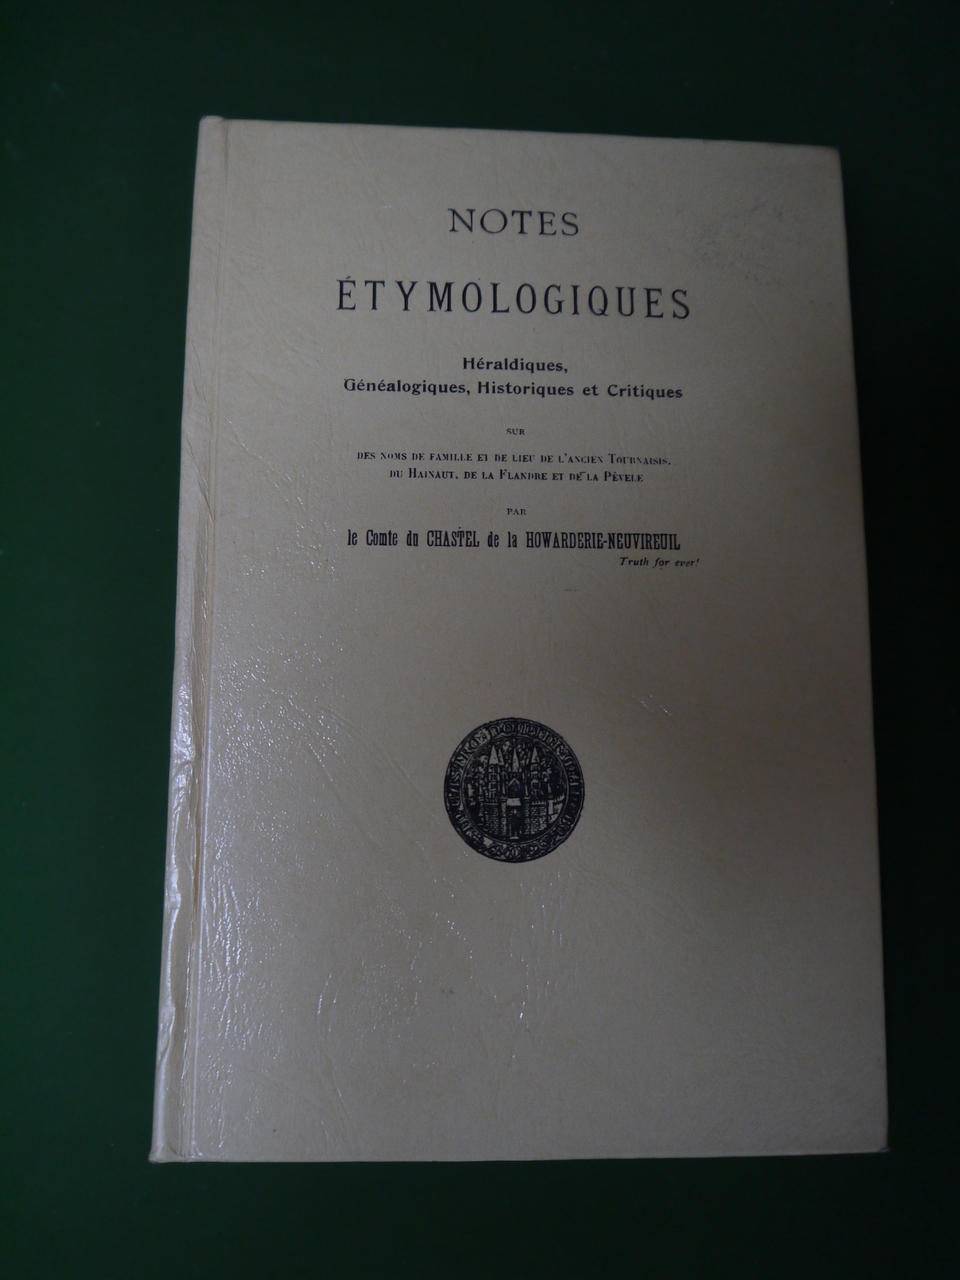 NOTES
ÉTYMOLOGIQUES
Héraldiques,
Généalogiques, Historiques et Critiques
SUR
DES NOMS DE FAMILLE ET DE LIEU DE L'ANCIEN TOURNAISIS,
DU HAINAUT, DE LA FLANDRE ET DE LA PÉVELE
PAR
le Comte du CHASTEL de la HOWARDERIE-NEUVIREUIL
Truth for ever!